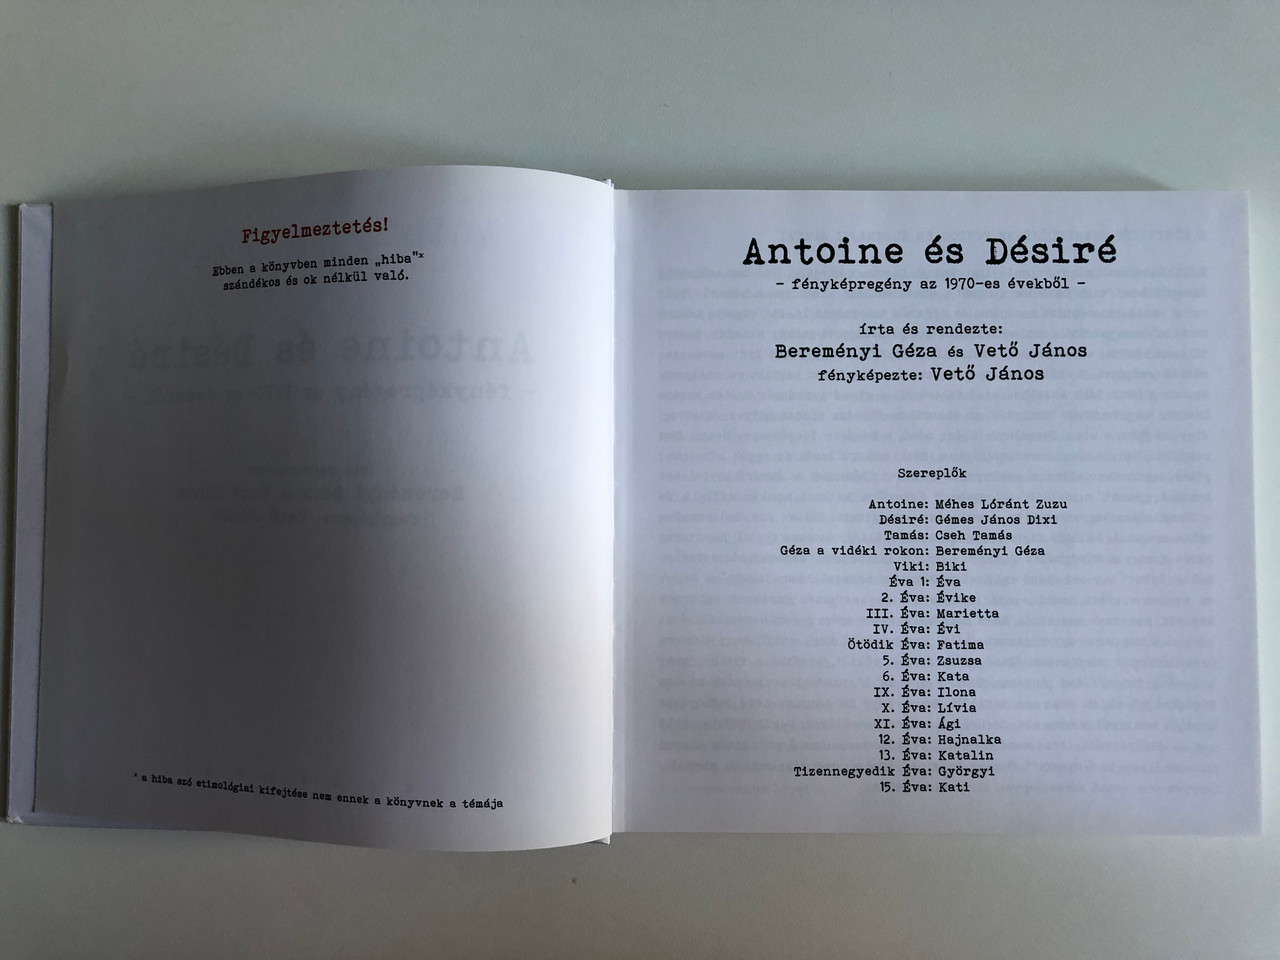 Figyelmeztetés!
Ebben a könyvben minden „hiba"*
szándékos és ok nélkül való.
* a hiba szó etimológiai kifejtése nem ennek a könyvnek a témája
Antoine és Désiré
- fényképregény az 1970-es évekből -
írta és rendezte:
Bereményi Géza és Vető János
fényképezte: Vető János
Szereplők
Antoine: Méhes Lóránt Zuzu
Désiré: Gémes János Dixi
Tamás: Cseh Tamás
Géza a vidéki rokon: Bereményi Géza
Viki: Biki
Éva 1: Éva
2. Éva: Évike
III. Éva: Marietta
IV. Éva: Évi
Ötödik Éva: Fatima
5. Éva: Zsuzsa
6. Éva: Kata
IX. Éva: Ilona
X. Éva: Lívia
XI. Éva: Ági
12. Éva: Hajnalka
13. Éva: Katalin
Tizennegyedik Éva: Györgyi
15. Éva: Kati